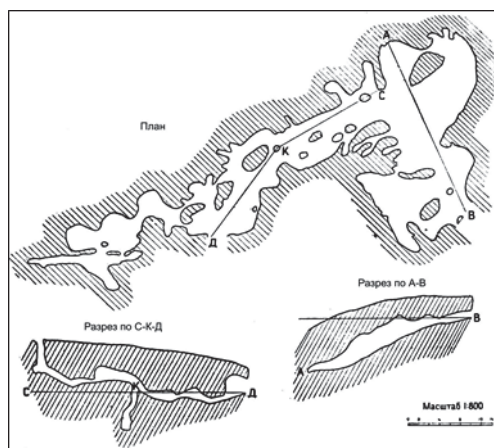 А
План
С
К
Д
В
Разрез по А-В
Разрез по С-К-Д
В
А
С
К
Д
Масштаб 1:800